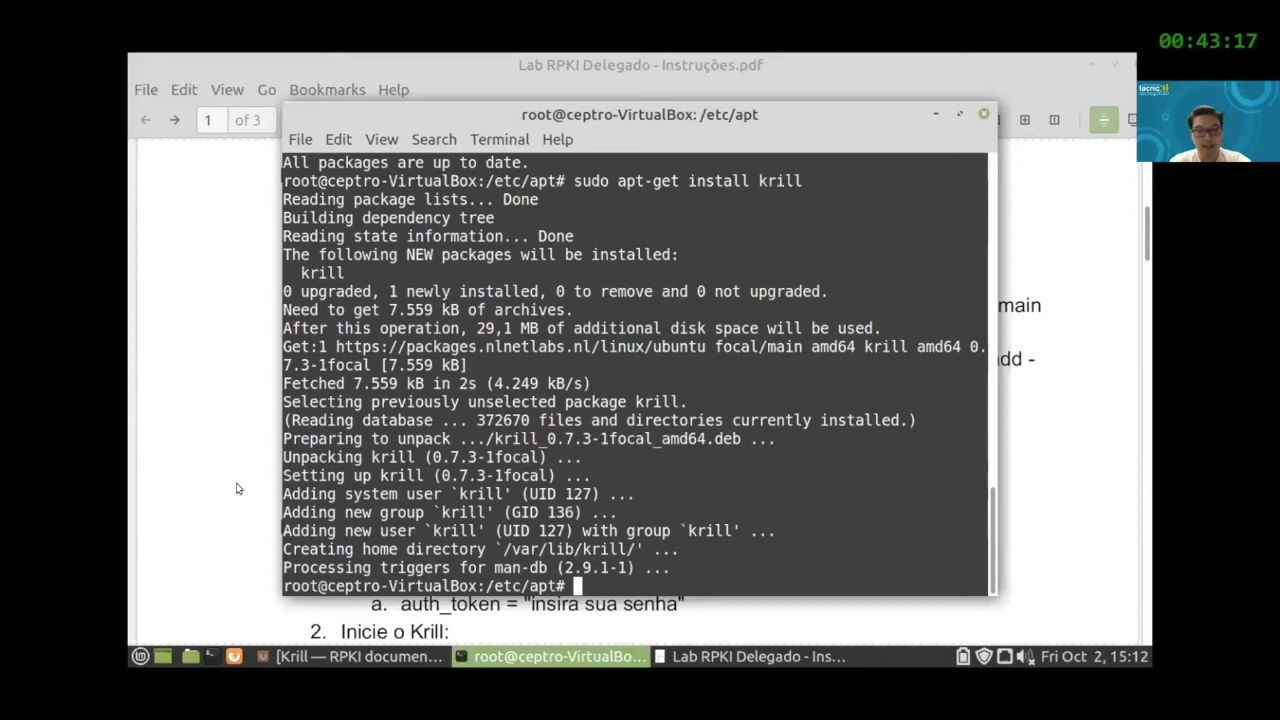 00:43:17
Lab RPKI Delegado - Instruções.pdf
File Edit View Go Bookmarks Help
1 of 3
root@ceptro-VirtualBox: /etc/apt
File Edit View Search Terminal Help
All packages are up to date.
root@ceptro-VirtualBox:/etc/apt# sudo apt-get install krill
Reading package lists... Done
Building dependency tree
Reading state information... Done
The following NEW packages will be installed:
krill
0 upgraded, 1 newly installed, 0 to remove and 0 not upgraded.
Need to get 7.559 kB of archives.
After this operation, 29,1 MB of additional disk space will be used.
Get:1 https://packages.nlnetlabs.nl/linux/ubuntu focal/main amd64 krill amd64 0.
7.3-1focal [7.559 kB]
Fetched 7.559 kB in 2s (4.249 kB/s)
Selecting previously unselected package krill.
(Reading database ... 372670 files and directories currently installed.)
Preparing to unpack .../krill_0.7.3-1focal_amd64.deb ...
Unpacking krill (0.7.3-1focal) ...
Setting up krill (0.7.3-1focal) ...
Adding system user `krill' (UID 127) ...
Adding new group `krill' (GID 136) ...
Adding new user `krill' (UID 127) with group `krill' ...
Creating home directory `/var/lib/krill/' ...
Processing triggers for man-db (2.9.1-1) ...
root@ceptro-VirtualBox:/etc/apt#
main
add -
a. auth_token = "insira sua senha"
2. Inicie o Krill:
[Krill — RPKI documen... root@ceptro-VirtualBo... Lab RPKI Delegado - Ins... Fri Oct 2, 15:12